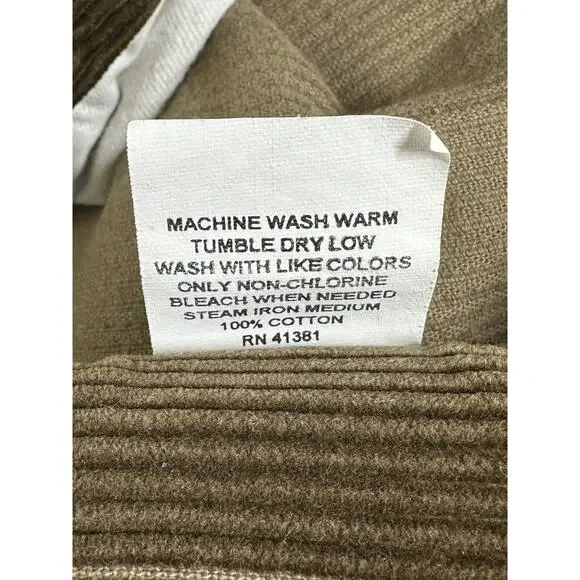 MACHINE WASH WARM
TUMBLE DRY LOW
WASH WITH LIKE COLORS
ONLY NON-CHLORINE
BLEACH WHEN NEEDED
STEAM IRON MEDIUM
100% COTTON
RN 41381